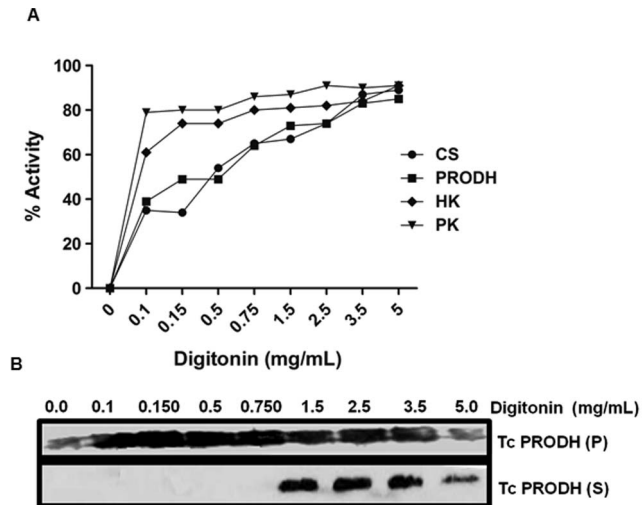 A
100
80
60
40
20
0
% Activity
CS
PRODH
HK
PK
0 0.1 0.15 0.5 0.75 1.5 2.5 3.5 5
Digitonin (mg/mL)
B
0.0 0.1 0.150 0.5 0.750 1.5 2.5 3.5 5.0 Digitonin (mg/mL)
Tc PRODH (P)
Tc PRODH (S)